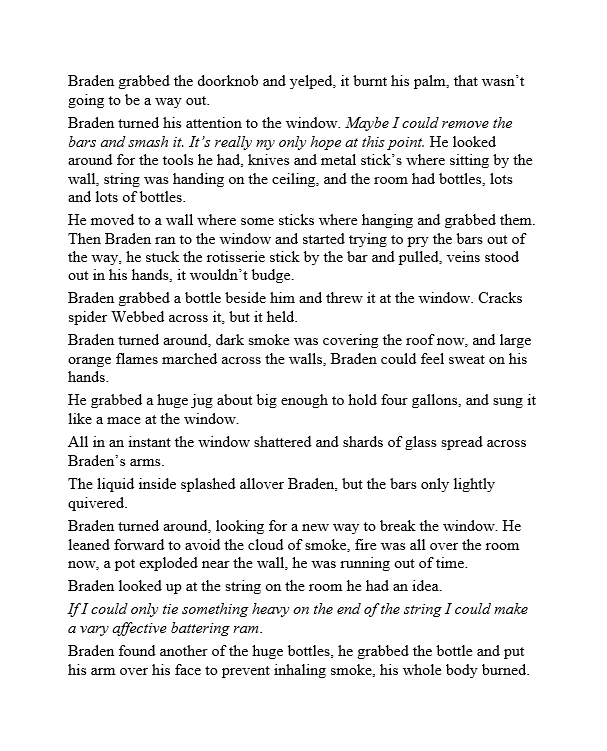 Braden grabbed the doorknob and yelped, it burnt his palm, that wasn’t
going to be a way out.
Braden turned his attention to the window. Maybe I could remove the
bars and smash it. It’s really my only hope at this point. He looked
around for the tools he had, knives and metal stick’s where sitting by the
wall, string was handing on the ceiling, and the room had bottles, lots
and lots of bottles.
He moved to a wall where some sticks where hanging and grabbed them.
Then Braden ran to the window and started trying to pry the bars out of
the way, he stuck the rotisserie stick by the bar and pulled, veins stood
out in his hands, it wouldn’t budge.
Braden grabbed a bottle beside him and threw it at the window. Cracks
spider Webbed across it, but it held.
Braden turned around, dark smoke was covering the roof now, and large
orange flames marched across the walls, Braden could feel sweat on his
hands.
He grabbed a huge jug about big enough to hold four gallons, and sung it
like a mace at the window.
All in an instant the window shattered and shards of glass spread across
Braden’s arms.
The liquid inside splashed allover Braden, but the bars only lightly
quivered.
Braden turned around, looking for a new way to break the window. He
leaned forward to avoid the cloud of smoke, fire was all over the room
now, a pot exploded near the wall, he was running out of time.
Braden looked up at the string on the room he had an idea.
If I could only tie something heavy on the end of the string I could make
a vary affective battering ram.
Braden found another of the huge bottles, he grabbed the bottle and put
his arm over his face to prevent inhaling smoke, his whole body burned.